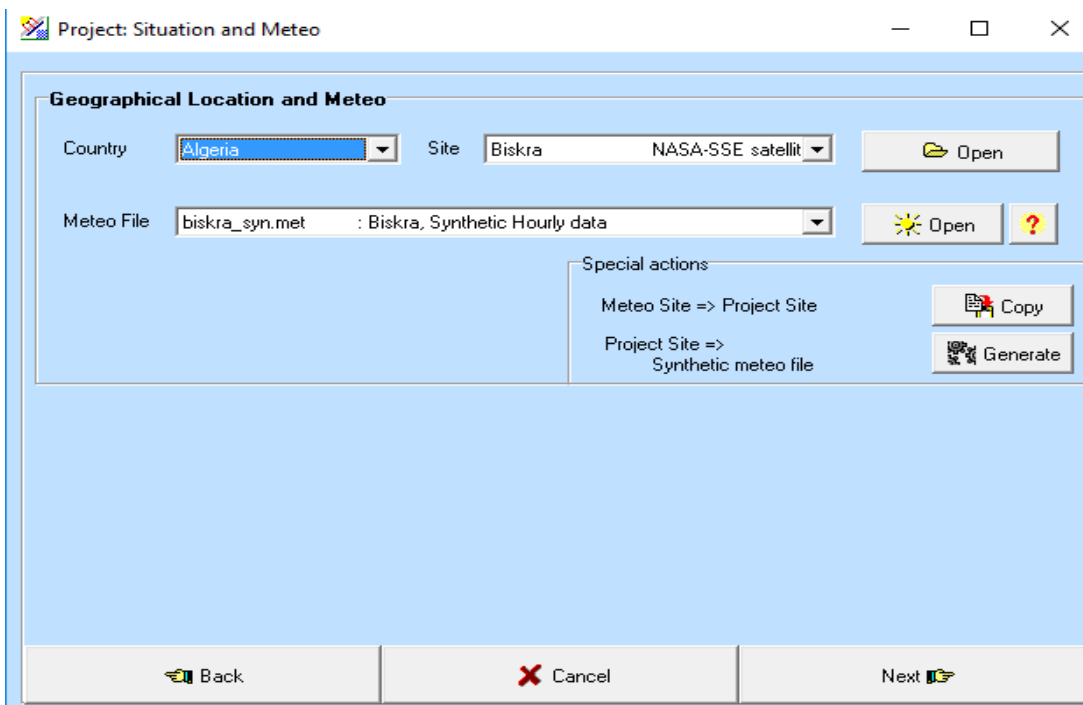 Project: Situation and Meteo
Geographical Location and Meteo
Country Algeria Site Biskra NASA-SSE satellit Open
Meteo File biskra_syn.met : Biskra, Synthetic Hourly data Open ?
Special actions
Meteo Site => Project Site Copy
Project Site =>
Synthetic meteo file Generate
Back Cancel Next